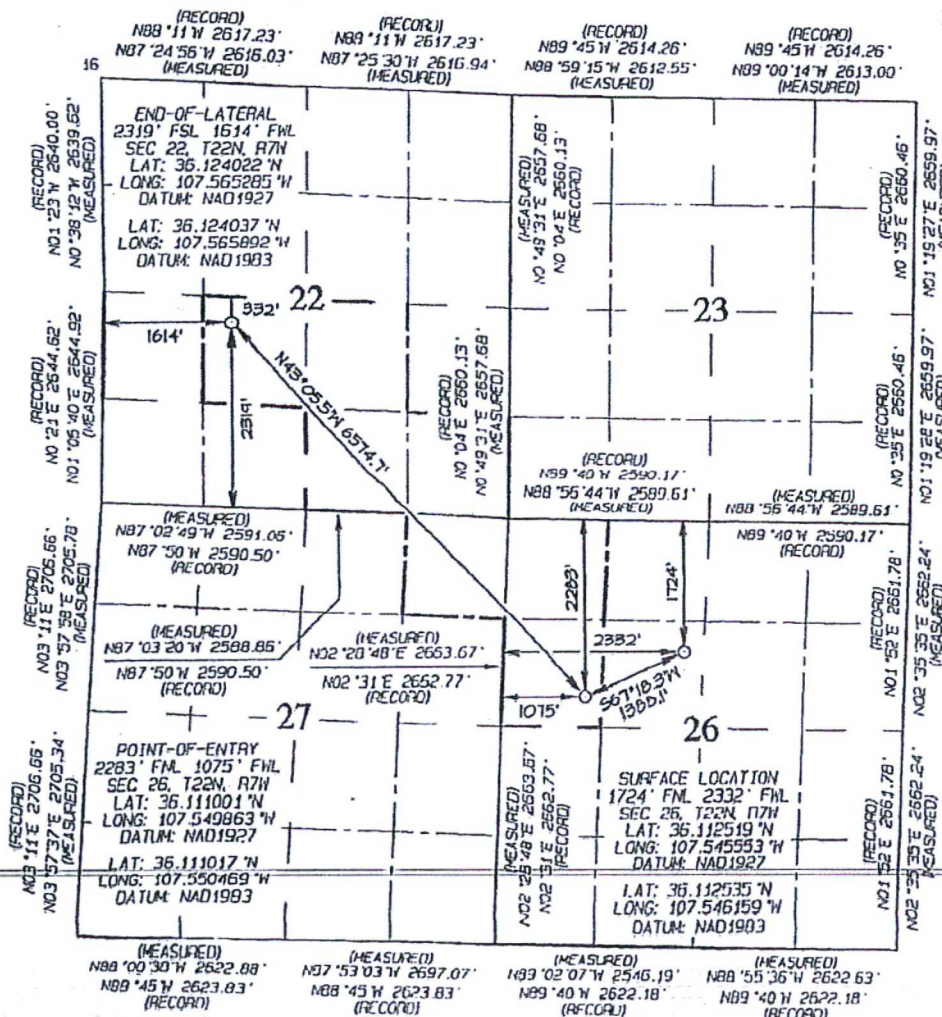 (RECORD)
N88°11'W 2617.23'
N87°24'56"W 2616.03'
(MEASURED)
(RECORD)
N88°11'W 2617.23'
N87°25'30"W 2616.94'
(MEASURED)
(RECORD)
N89°45'W 2614.26'
N88°59'15"W 2612.55'
(MEASURED)
(RECORD)
N89°45'W 2614.26'
N89°00'14"W 2613.00'
(MEASURED)
16
END-OF-LATERAL
2319' FSL 1614' FWL
SEC 22, T22N, R7W
LAT: 36.124022°N
LONG: 107.565285°W
DATUM: NAD1927
LAT: 36.124037°N
LONG: 107.565892°W
DATUM: NAD1983
(RECORD)
N01°23'W 2640.00'
N0°38'12"W 2639.62'
(MEASURED)
(MEASURED)
N0°49'31"E 2657.68'
N0°04'E 2660.13'
(RECORD)
(RECORD)
N0°35'E 2660.46'
N01°19'27"E 2659.97'
22
23
332'
1614'
2319'
N43°05.5'W 6574.7'
(RECORD)
N0°21'E 2644.62'
N01°05'40"E 2644.92'
(MEASURED)
(RECORD)
N0°04'E 2660.13'
N0°49'31"E 2657.68'
(MEASURED)
(RECORD)
N0°35'E 2660.46'
N01°19'28"E 2659.97'
(MEASURED)
(RECORD)
N89°40'W 2590.17'
N88°56'44"W 2589.61'
(MEASURED)
(MEASURED)
N88°56'44"W 2589.61'
N89°40'W 2590.17'
(RECORD)
(MEASURED)
N87°02'49"W 2591.05'
N87°50'W 2590.50'
(RECORD)
(MEASURED)
N87°03'20"W 2588.85'
N87°50'W 2590.50'
(RECORD)
(MEASURED)
N02°28'48"E 2663.67'
N02°31'E 2662.77'
(RECORD)
(RECORD)
N03°11'E 2706.66'
N03°57'58"E 2705.78'
(MEASURED)
2283'
1724'
2332'
1075'
S67°18.3'W
1388.1'
(RECORD)
N01°52'E 2661.78'
N02°35'35"E 2662.24'
(MEASURED)
27
26
POINT-OF-ENTRY
2283' FNL 1075' FWL
SEC 26, T22N, R7W
LAT: 36.111001°N
LONG: 107.549863°W
DATUM: NAD1927
LAT: 36.111017°N
LONG: 107.550469°W
DATUM: NAD1983
SURFACE LOCATION
1724' FNL 2332' FWL
SEC 26, T22N, R7W
LAT: 36.112519°N
LONG: 107.545553°W
DATUM: NAD1927
LAT: 36.112535°N
LONG: 107.546159°W
DATUM: NAD1983
(RECORD)
N03°11'E 2706.66'
N03°57'37"E 2705.34'
(MEASURED)
(MEASURED)
N02°28'48"E 2663.67'
N02°31'E 2662.77'
(RECORD)
(RECORD)
N01°52'E 2661.78'
N02°35'35"E 2662.24'
(MEASURED)
(MEASURED)
N88°00'30"W 2622.88'
N88°45'W 2623.83'
(RECORD)
(MEASURED)
N87°53'03"W 2697.07'
N88°45'W 2623.83'
(RECORD)
(MEASURED)
N89°02'07"W 2546.19'
N89°40'W 2622.18'
(RECORD)
(MEASURED)
N88°55'36"W 2622.63'
N89°40'W 2622.18'
(RECORD)